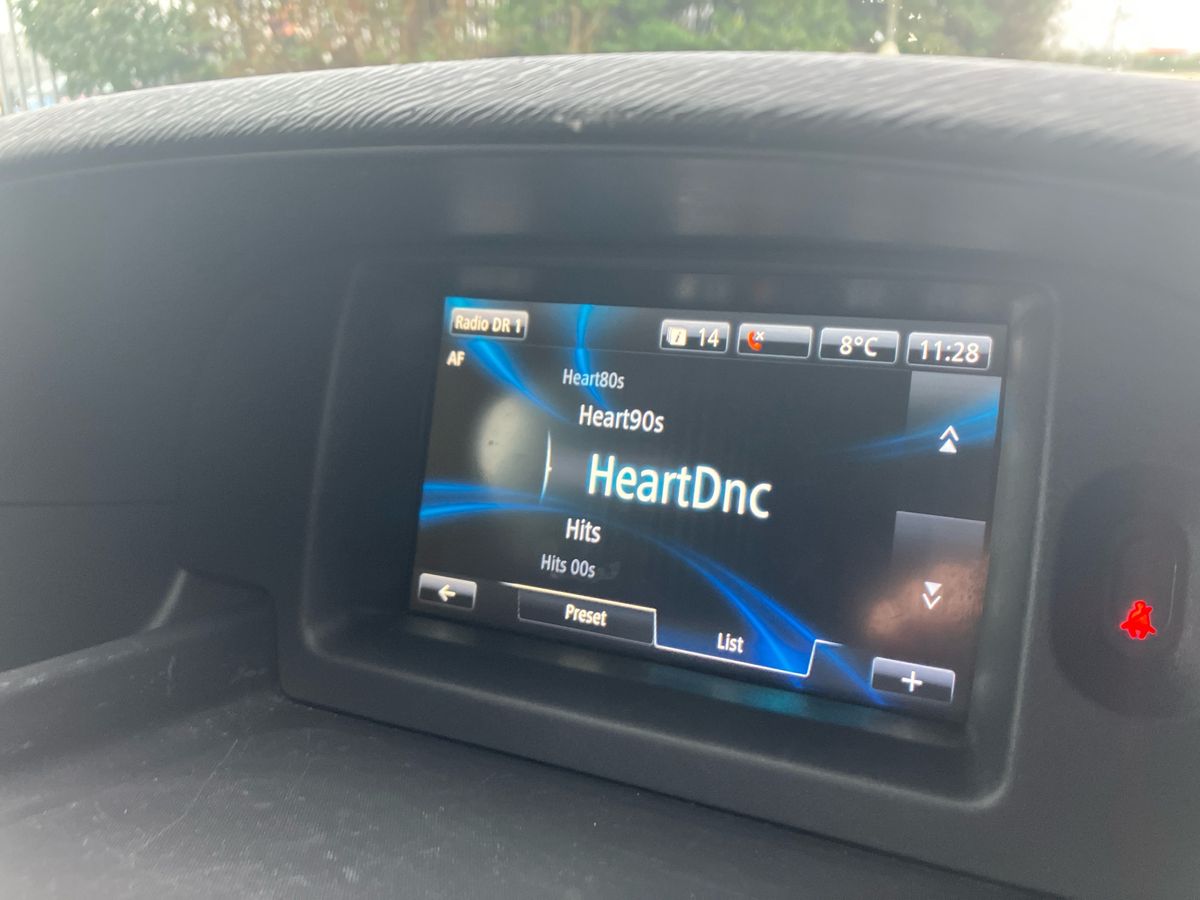 Radio DR 1
14
8°C
11:28
AF
Heart80s
Heart90s
HeartDnc
Hits
Hits 00s
Preset
List
+